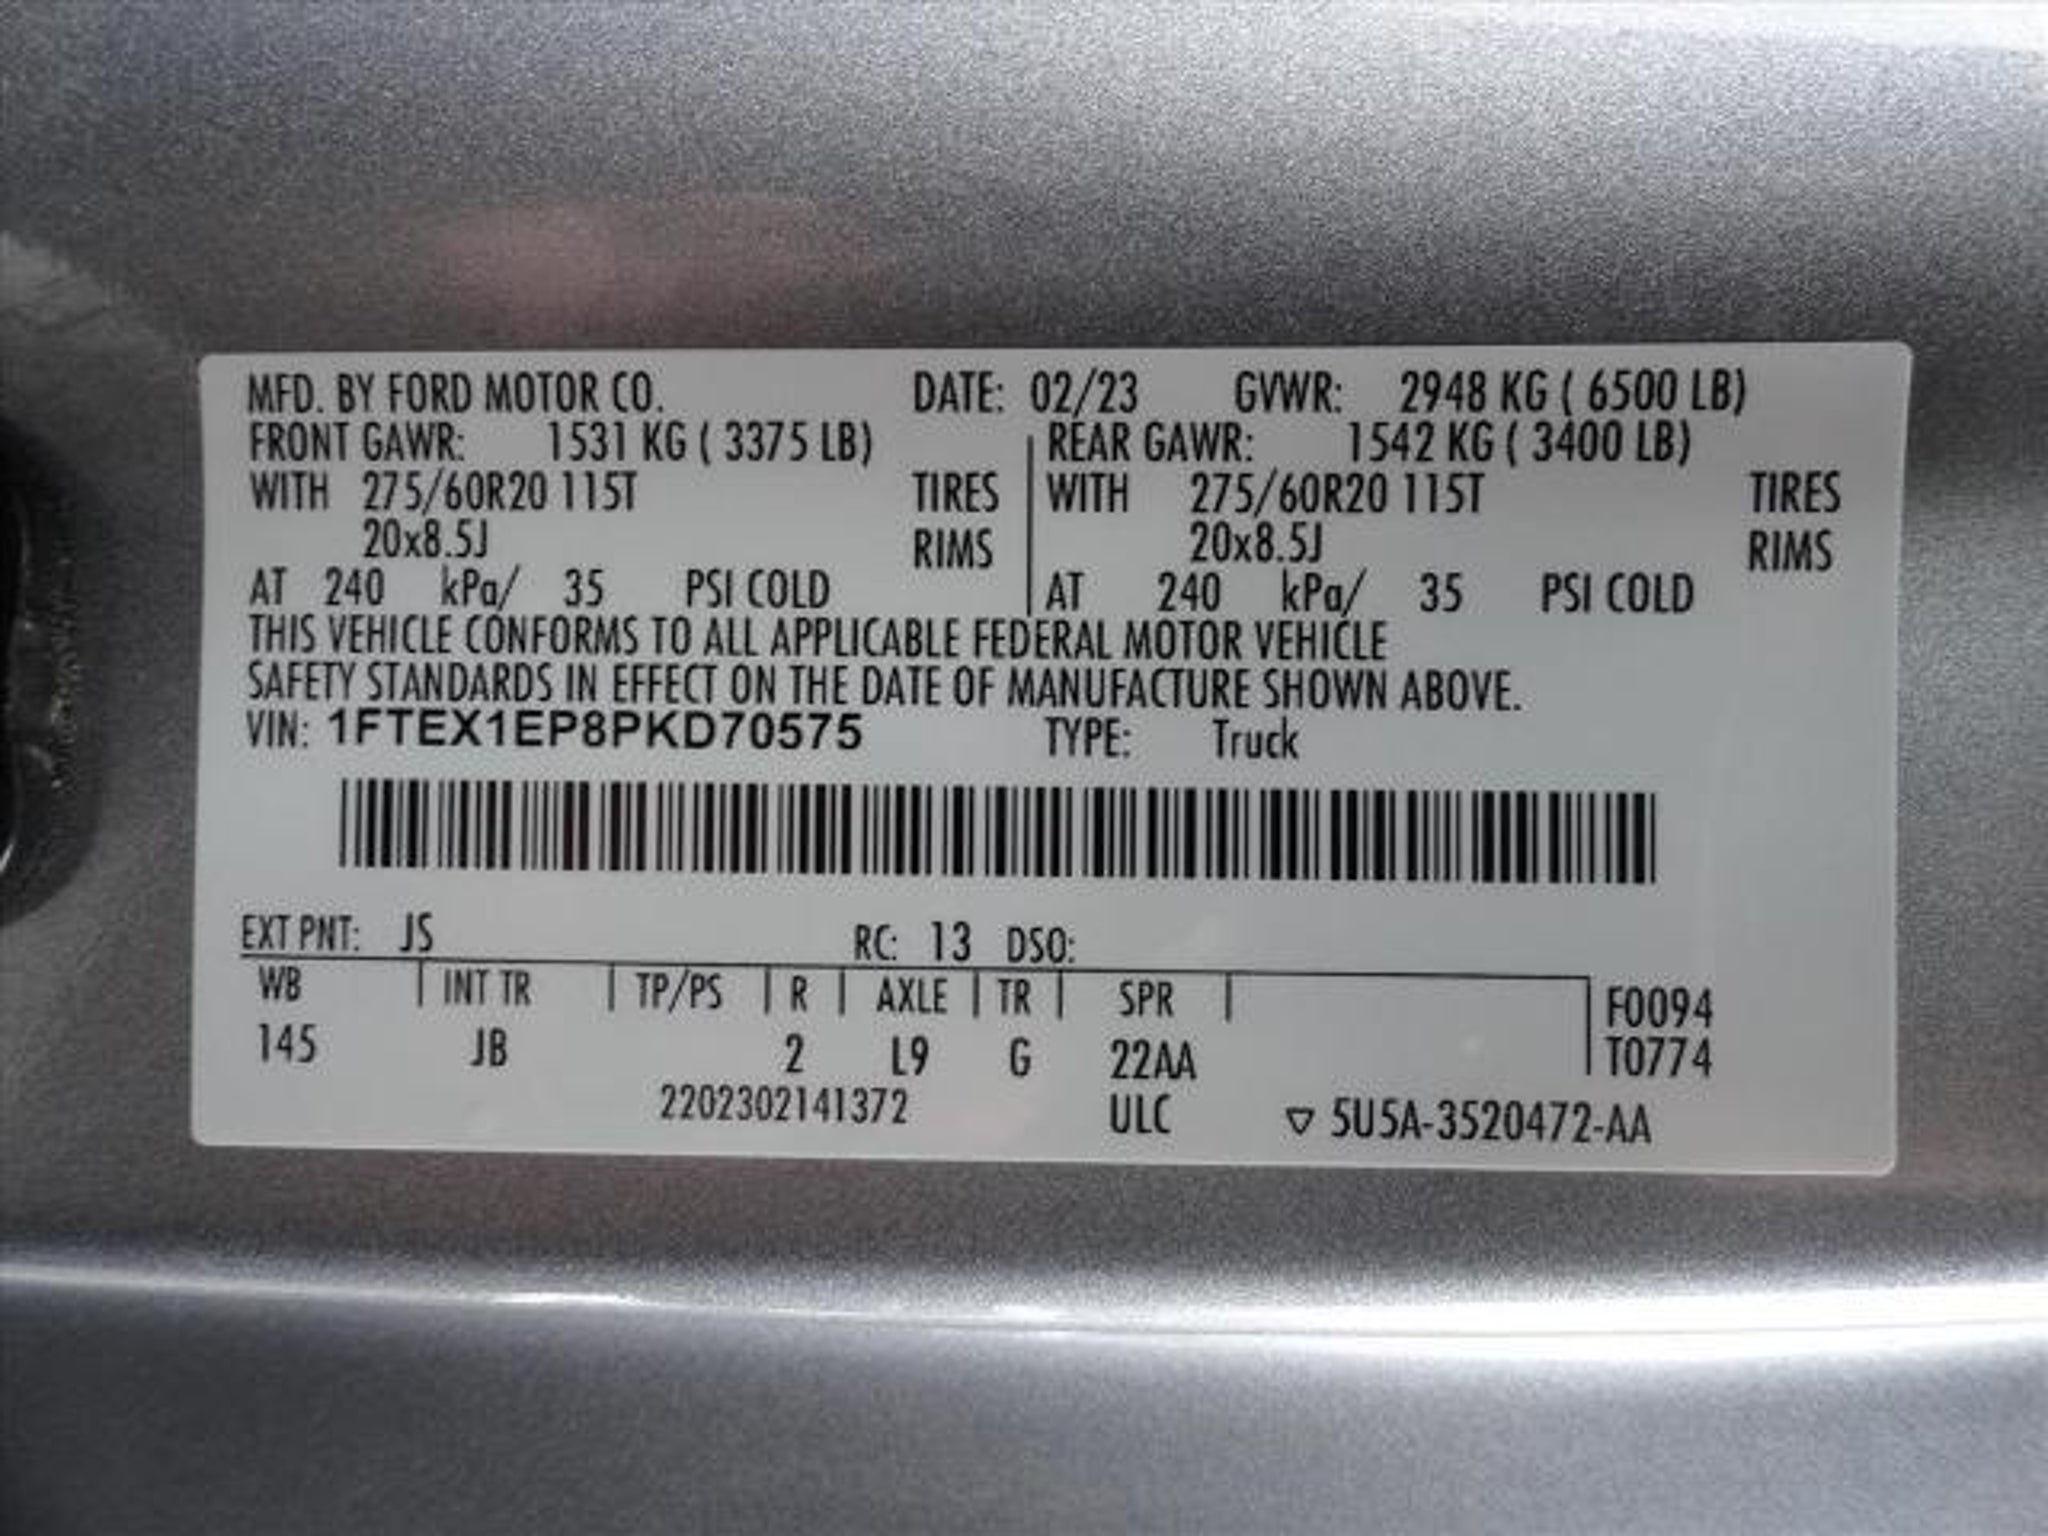 MFD. BY FORD MOTOR CO. DATE: 02/23 GVWR: 2948 KG ( 6500 LB)
FRONT GAWR: 1531 KG ( 3375 LB) REAR GAWR: 1542 KG ( 3400 LB)
WITH 275/60R20 115T TIRES WITH 275/60R20 115T TIRES
20x8.5J RIMS 20x8.5J RIMS
AT 240 kPa/ 35 PSI COLD AT 240 kPa/ 35 PSI COLD
THIS VEHICLE CONFORMS TO ALL APPLICABLE FEDERAL MOTOR VEHICLE
SAFETY STANDARDS IN EFFECT ON THE DATE OF MANUFACTURE SHOWN ABOVE.
VIN: 1FTEX1EP8PKD70575 TYPE: Truck
EXT PNT: JS RC: 13 DSO:
WB INT TR TP/PS R AXLE TR SPR F0094
145 JB 2 L9 G 22AA T0774
2202302141372 ULC ▽ 5U5A-3520472-AA